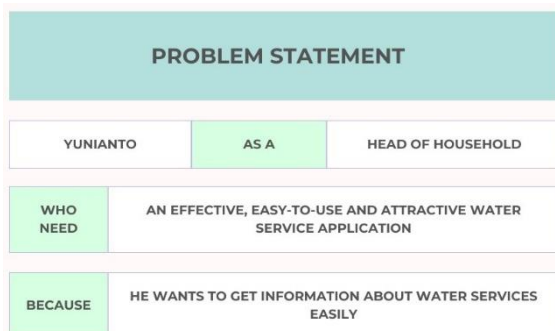 PROBLEM STATEMENT
YUNIANTO AS A HEAD OF HOUSEHOLD
WHO
NEED
AN EFFECTIVE, EASY-TO-USE AND ATTRACTIVE WATER
SERVICE APPLICATION
BECAUSE
HE WANTS TO GET INFORMATION ABOUT WATER SERVICES
EASILY